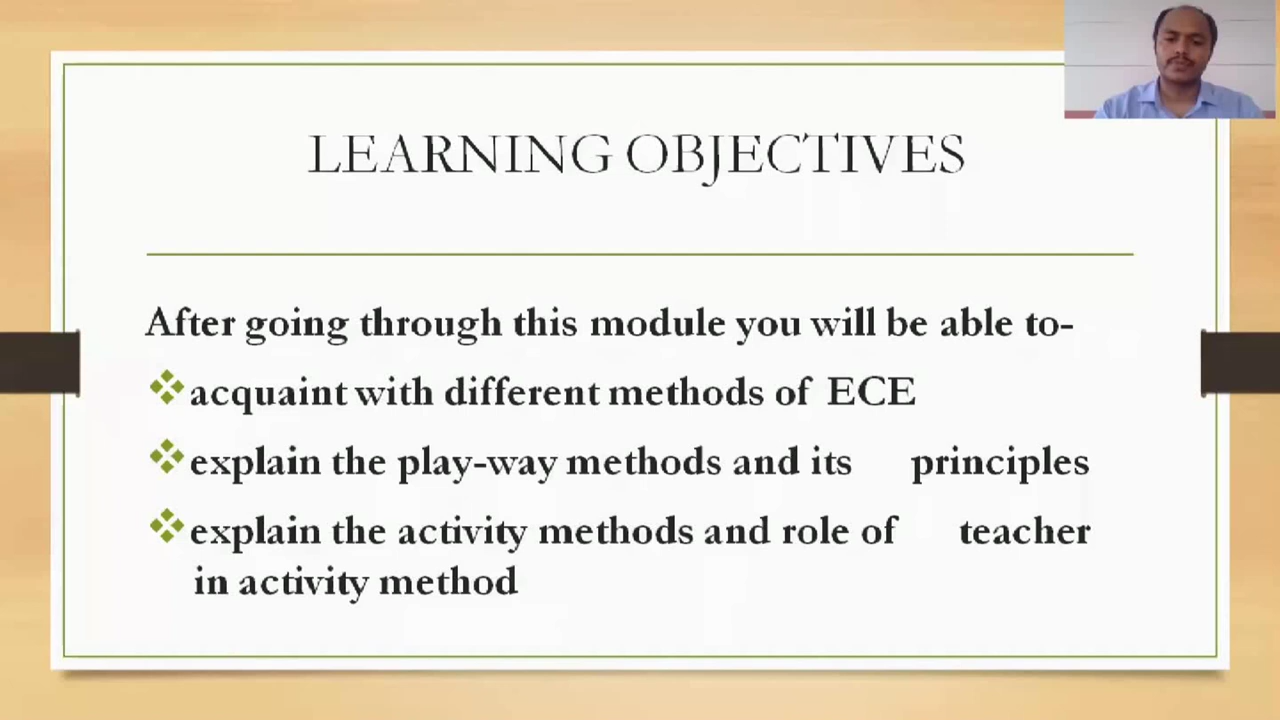 LEARNING OBJECTIVES
After going through this module you will be able to-
acquaint with different methods of ECE
explain the play-way methods and its principles
explain the activity methods and role of teacher
in activity method